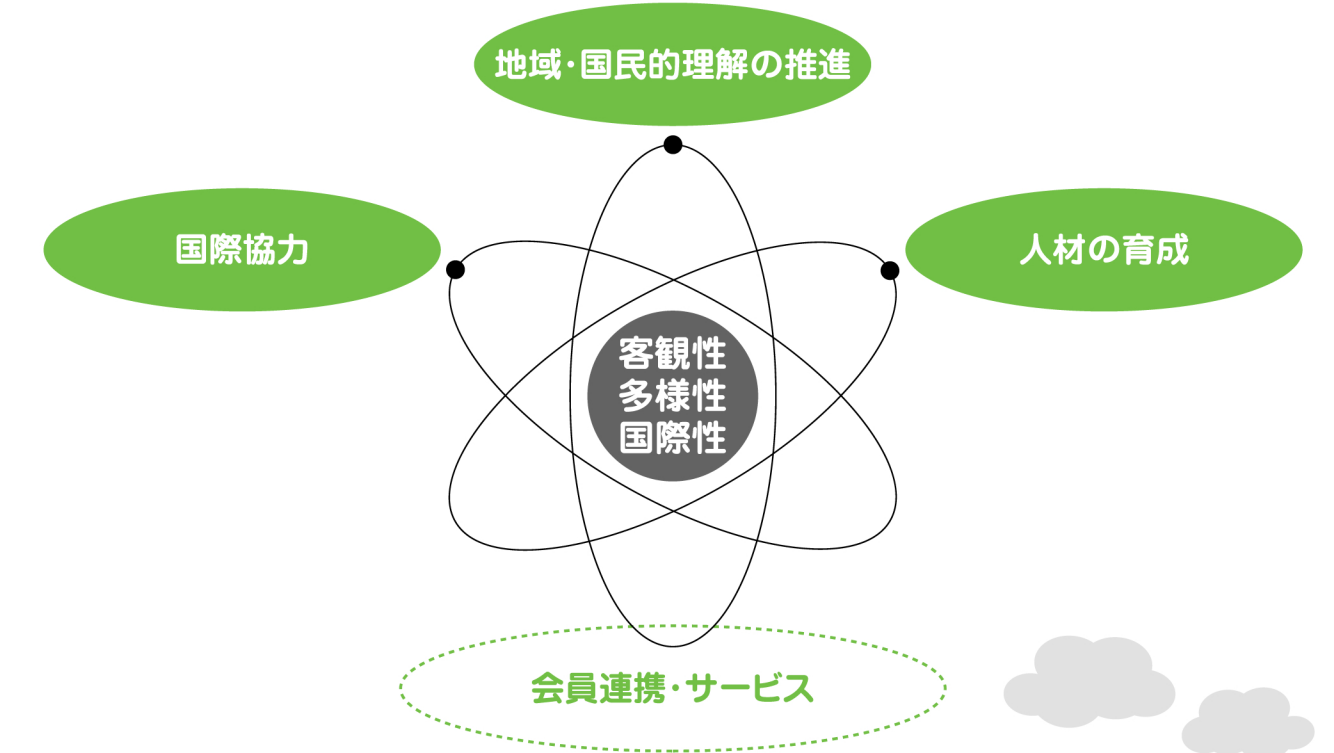 地域・国民的理解の推進
国際協力
人材の育成
客観性
多様性
国際性
会員連携・サービス